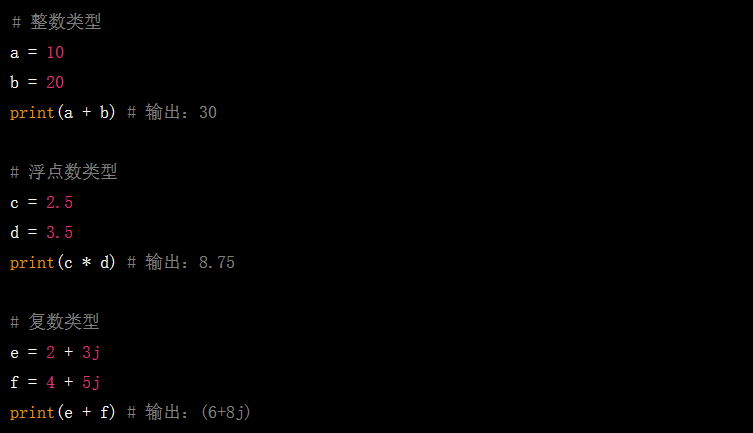 # 整数类型
a = 10
b = 20
print(a + b) # 输出：30
# 浮点数类型
c = 2.5
d = 3.5
print(c * d) # 输出：8.75
# 复数类型
e = 2 + 3j
f = 4 + 5j
print(e + f) # 输出：(6+8j)